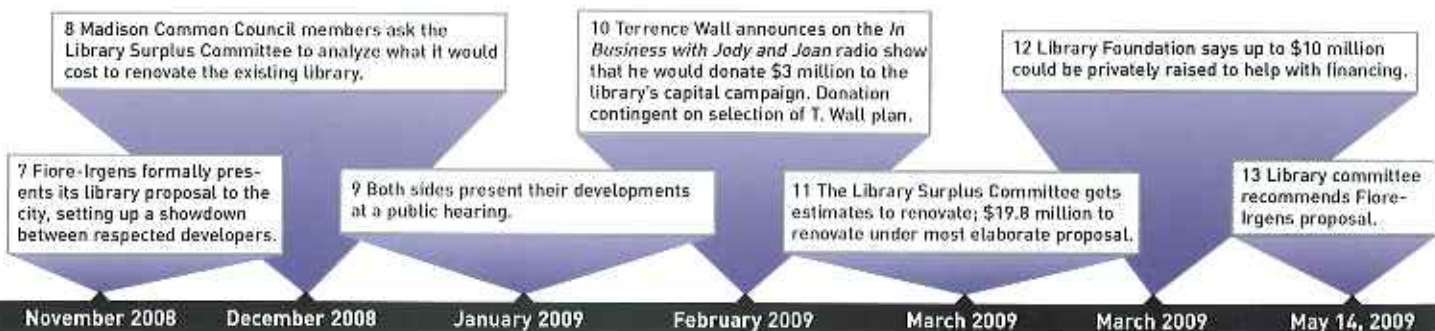 8 Madison Common Council members ask the
Library Surplus Committee to analyze what it would
cost to renovate the existing library.
10 Terrence Wall announces on the In
Business with Jody and Joan radio show
that he would donate $3 million to the
library's capital campaign. Donation
contingent on selection of T. Wall plan.
12 Library Foundation says up to $10 million
could be privately raised to help with financing.
7 Fiore-Irgens formally pres-
ents its library proposal to the
city, setting up a showdown
between respected developers.
9 Both sides present their developments
at a public hearing.
11 The Library Surplus Committee gets
estimates to renovate; $19.8 million to
renovate under most elaborate proposal.
13 Library committee
recommends Fiore-
Irgens proposal.
November 2008
December 2008
January 2009
February 2009
March 2009
March 2009
May 14, 2009